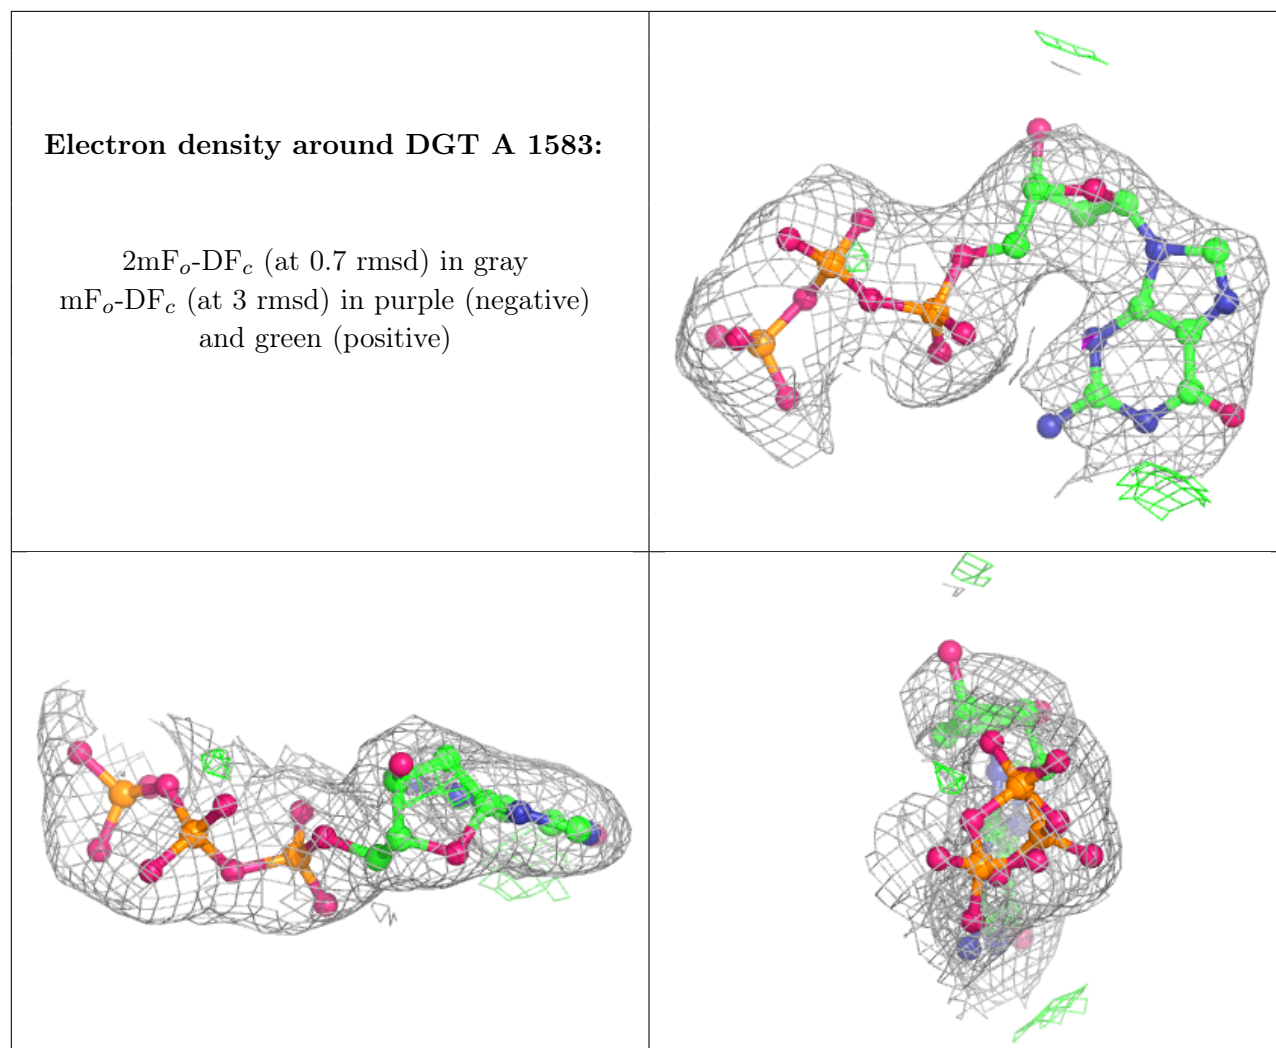 Electron density around DGT A 1583:
2mFo-DFc (at 0.7 rmsd) in gray
mFo-DFc (at 3 rmsd) in purple (negative)
and green (positive)